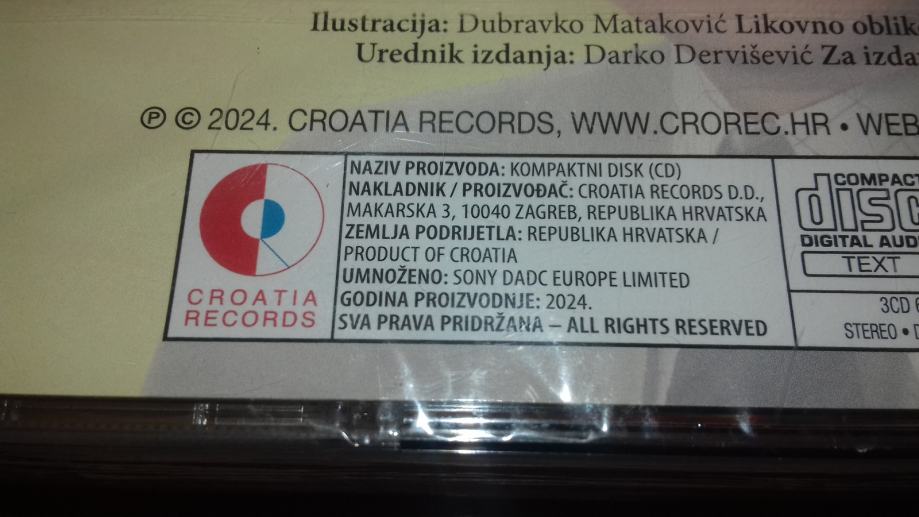 Ilustracija: Dubravko Mataković Likovno oblik
Urednik izdanja: Darko Dervišević Za izda
℗ © 2024. CROATIA RECORDS, WWW.CROREC.HR • WEB
CROATIA
RECORDS
NAZIV PROIZVODA: KOMPAKTNI DISK (CD)
NAKLADNIK / PROIZVOĐAČ: CROATIA RECORDS D.D.,
MAKARSKA 3, 10040 ZAGREB, REPUBLIKA HRVATSKA
ZEMLJA PODRIJETLA: REPUBLIKA HRVATSKA /
PRODUCT OF CROATIA
UMNOŽENO: SONY DADC EUROPE LIMITED
GODINA PROIZVODNJE: 2024.
SVA PRAVA PRIDRŽANA – ALL RIGHTS RESERVED
COMPACT
disc
DIGITAL AUD
TEXT
3CD 6
STEREO •